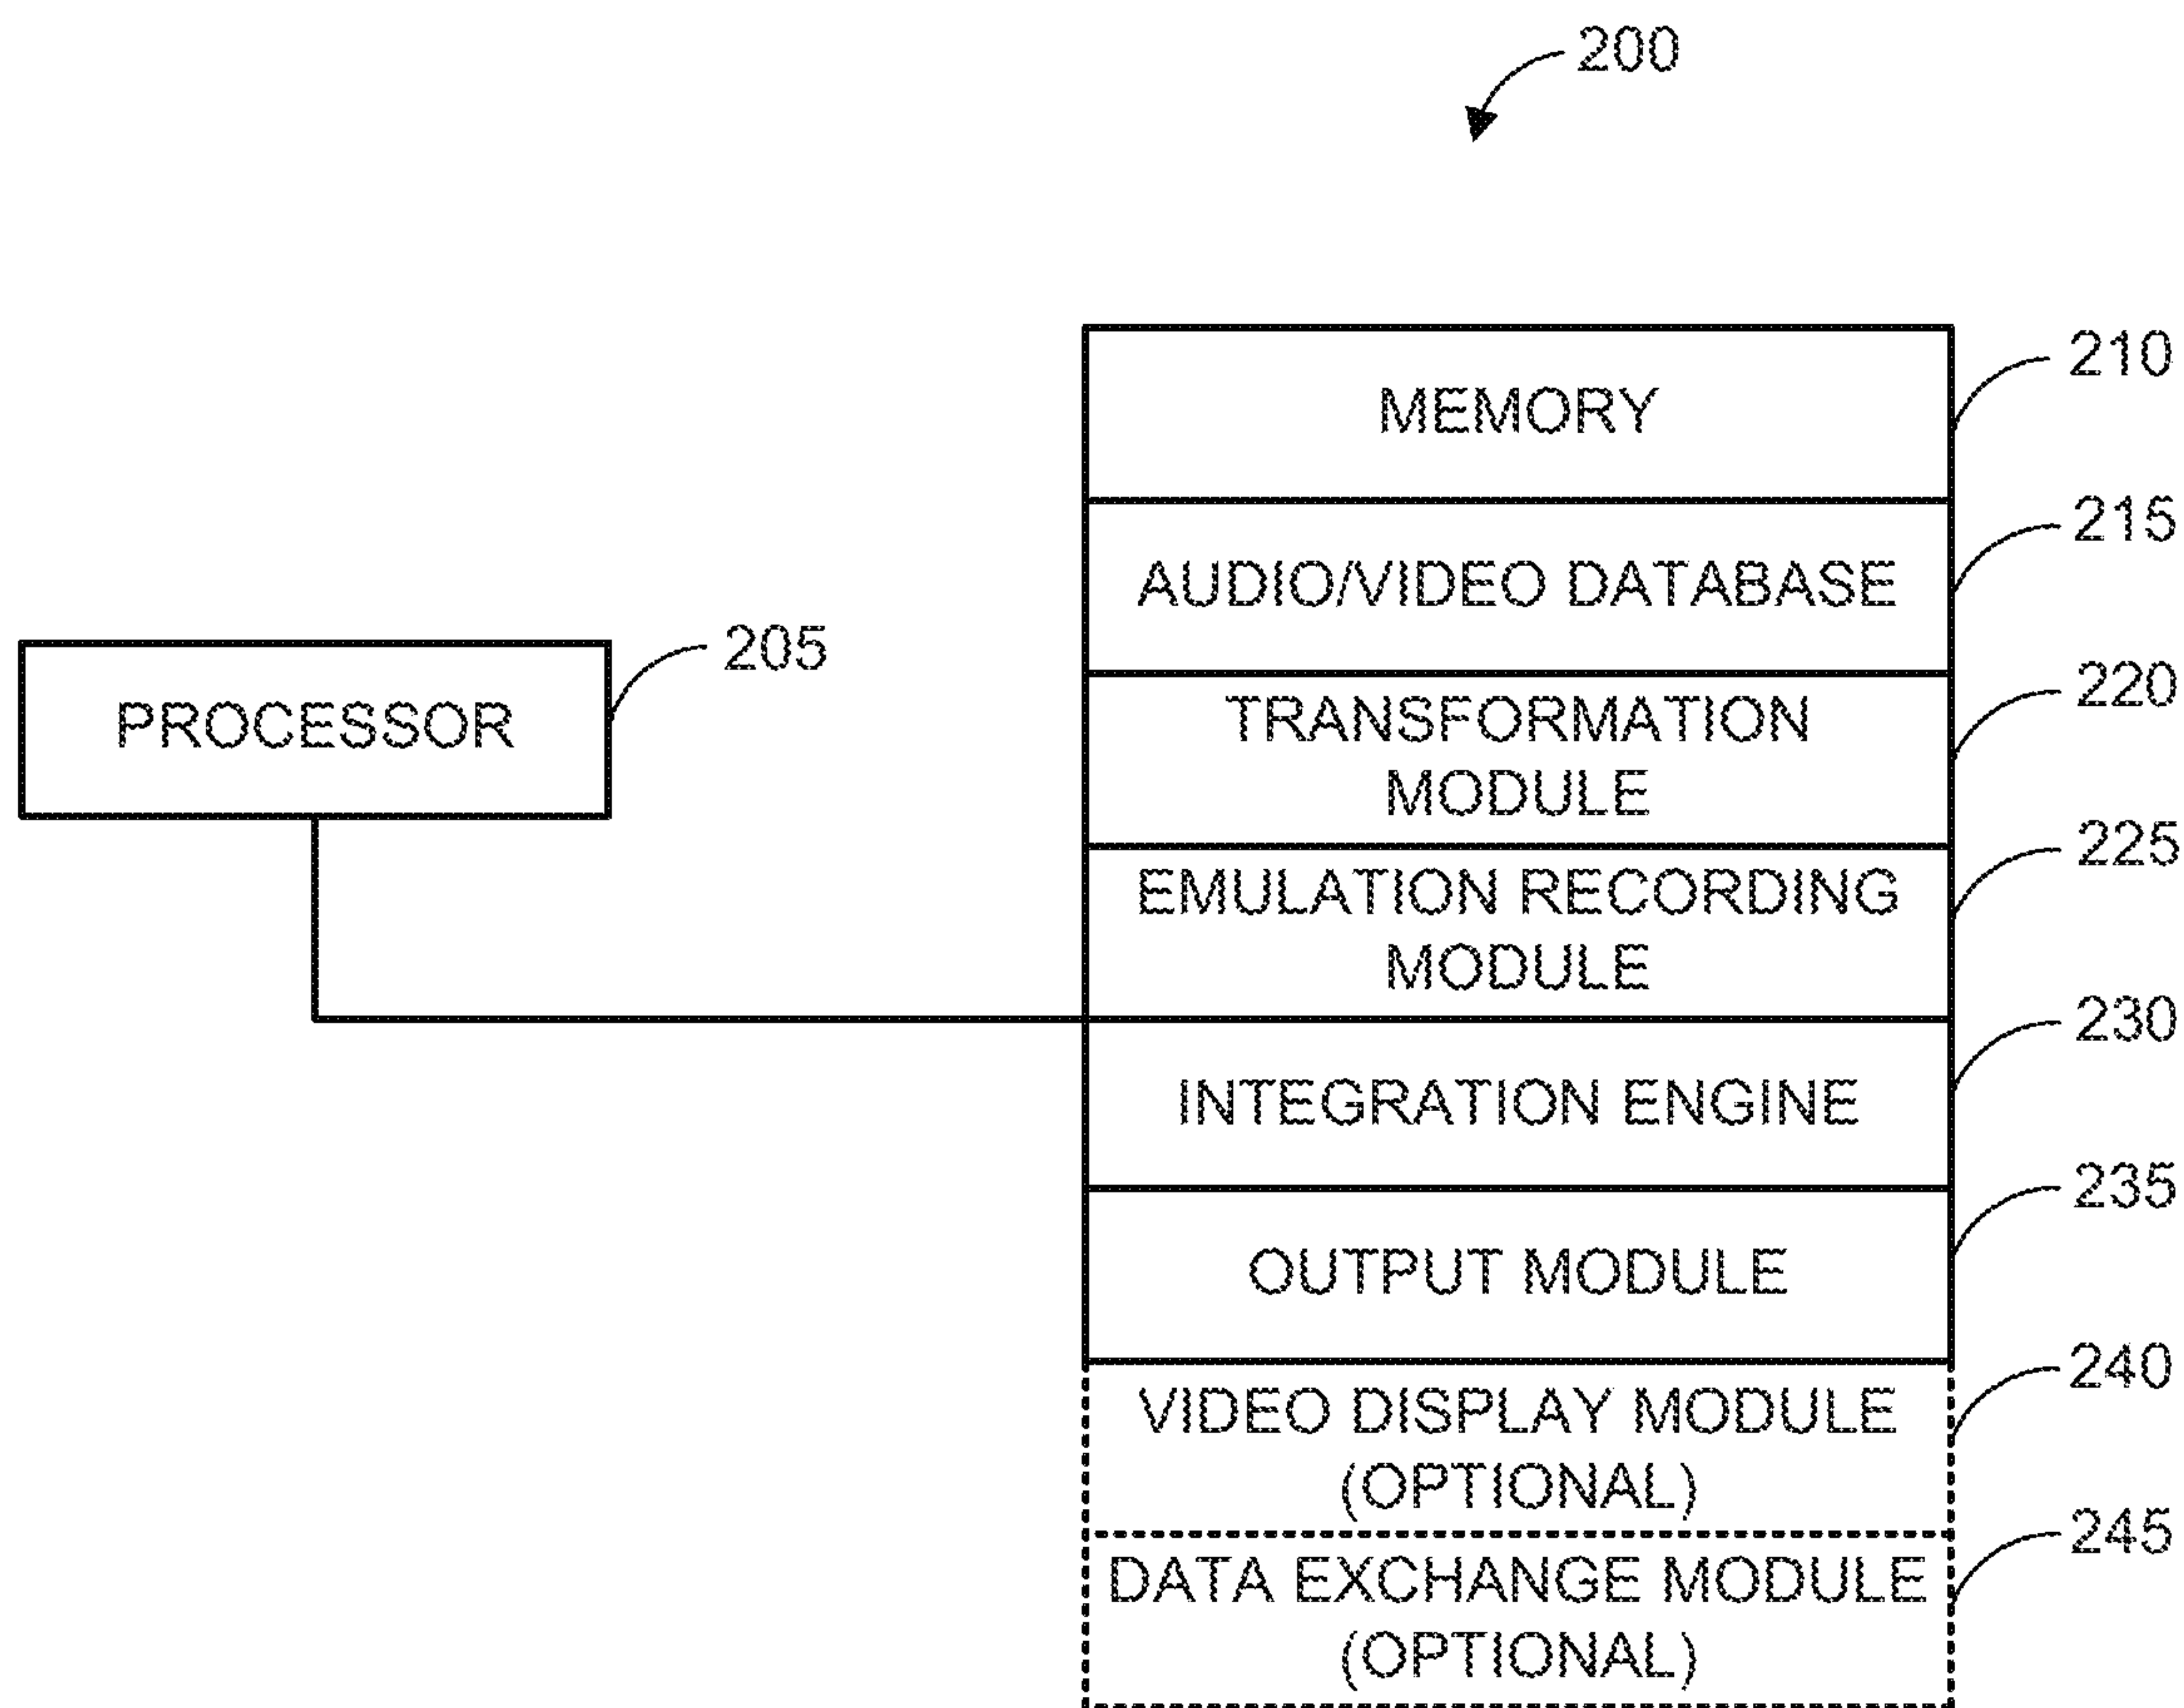 200
MEMORY
210
AUDIO/VIDEO DATABASE
215
PROCESSOR
205
TRANSFORMATION
MODULE
220
EMULATION RECORDING
MODULE
225
INTEGRATION ENGINE
230
OUTPUT MODULE
235
VIDEO DISPLAY MODULE
(OPTIONAL)
240
DATA EXCHANGE MODULE
(OPTIONAL)
245